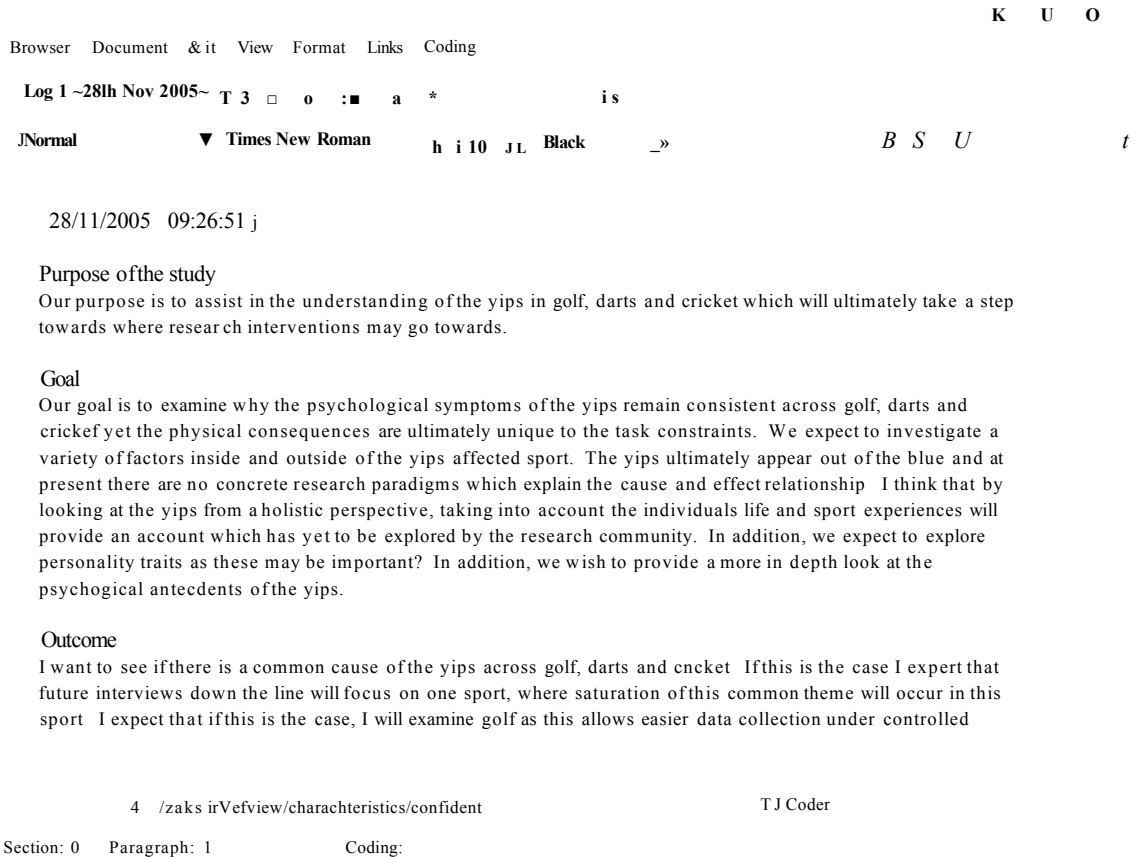 K U O
Browser Document & it View Format Links Coding
Log 1 ~28lh Nov 2005~ T 3 □ o :■ a * i s
JNormal ▼ Times New Roman h i 10 J L Black _» B S U t
28/11/2005 09:26:51 j
Purpose ofthe study
Our purpose is to assist in the understanding of the yips in golf, darts and cricket which will ultimately take a step
towards where resear ch interventions may go towards.
Goal
Our goal is to examine why the psychological symptoms of the yips remain consistent across golf, darts and
crickef yet the physical consequences are ultimately unique to the task constraints. We expect to investigate a
variety of factors inside and outside of the yips affected sport. The yips ultimately appear out of the blue and at
present there are no concrete research paradigms which explain the cause and effect relationship I think that by
looking at the yips from a holistic perspective, taking into account the individuals life and sport experiences will
provide an account which has yet to be explored by the research community. In addition, we expect to explore
personality traits as these may be important? In addition, we wish to provide a more in depth look at the
psychogical antecdents of the yips.
Outcome
I want to see if there is a common cause of the yips across golf, darts and cncket If this is the case I expert that
future interviews down the line will focus on one sport, where saturation of this common theme will occur in this
sport I expect that if this is the case, I will examine golf as this allows easier data collection under controlled
4 /zaks irVefview/charachteristics/confident T J Coder
Section: 0 Paragraph: 1 Coding: